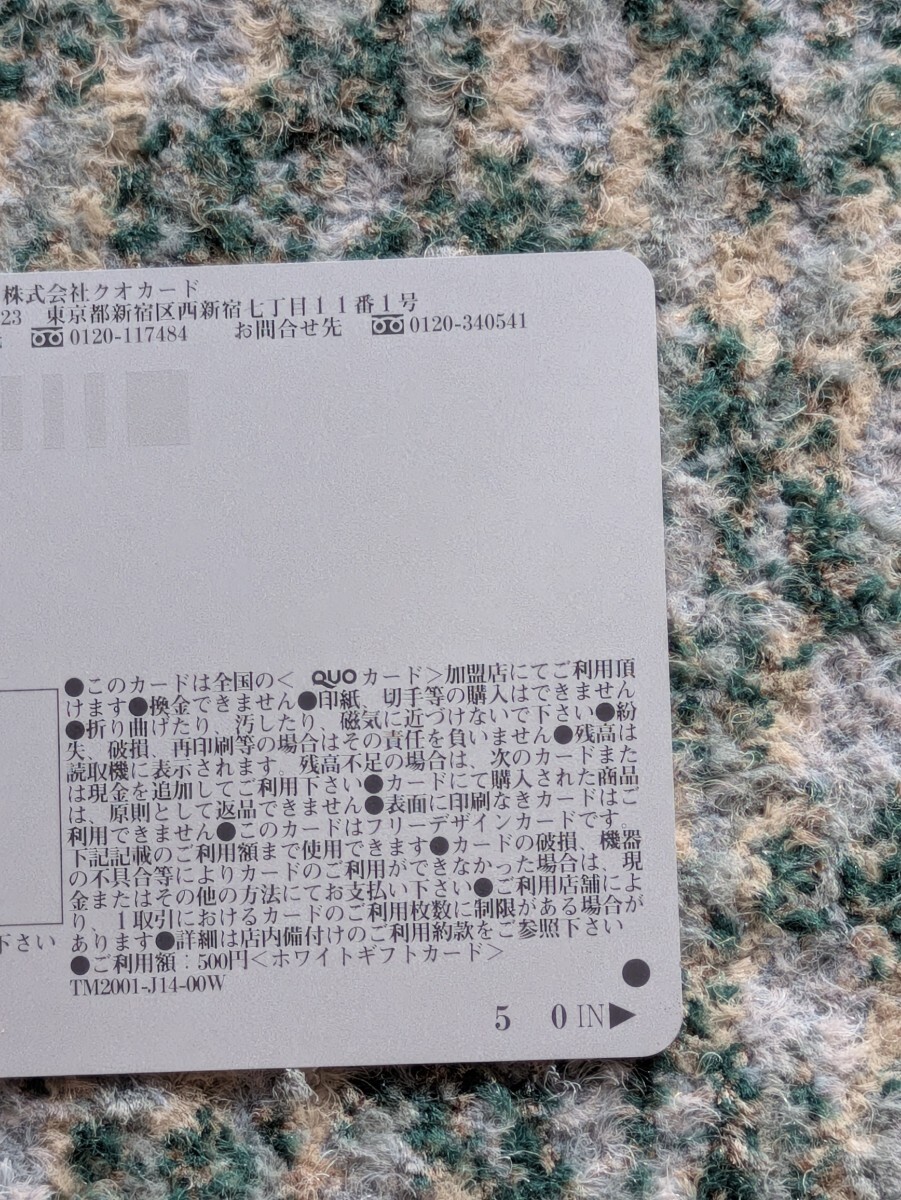 株式会社クオカード
23 東京都新宿区西新宿七丁目11番1号
0120-117484 お問合せ先 0120-340541
●このカードは全国の< QUOカード>加盟店にてご利用頂
けます●換金できません●印紙、切手等の購入はできません
●折り曲げたり、汚したり、磁気に近づけないで下さい●紛
失、破損、再印刷等の場合はその責任を負いません●残高は
読取機に表示されます。残高不足の場合は、次のカードまた
は現金を追加してご利用下さい●カードにて購入された商品
は、原則として返品できません●表面に印刷なきカードはご
利用できません●このカードはフリーデザインカードです。
下記記載のご利用額まで使用できます●カードの破損、機器
の不具合等によりカードのご利用ができなかった場合は、現
金またはその他の方法にてお支払い下さい●ご利用店舗によ
り、1取引におけるカードのご利用枚数に制限がある場合が
あります●詳細は店内備付けのご利用約款をご参照下さい
下さい
●ご利用額：500円<ホワイトギフトカード>
TM2001-J14-00W
5 0 IN▶